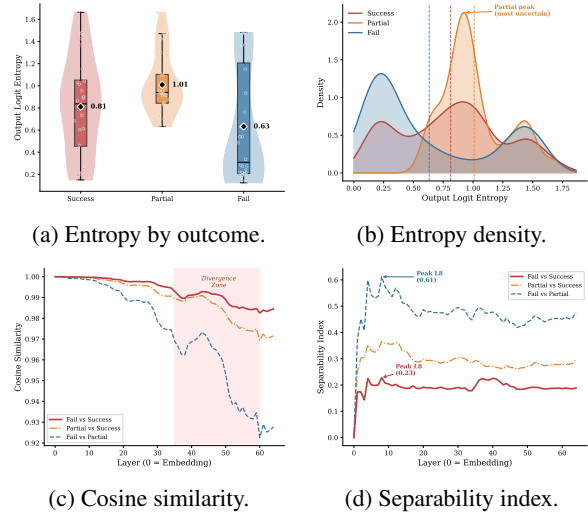 1.6
1.4
1.2
1.0
0.8
0.6
0.4
0.2
Output Logit Entropy
0.81
1.01
0.63
Success
Partial
Fail
(a) Entropy by outcome.
Partial peak
(most uncertain)
Success
Partial
Fail
2.0
1.5
1.0
0.5
0.0
Density
0.00
0.25
0.50
0.75
1.00
1.25
1.50
1.75
Output Logit Entropy
(b) Entropy density.
1.00
0.99
0.98
0.97
0.96
0.95
0.94
0.93
0.92
Cosine Similarity
Divergence
Zone
Fail vs Success
Partial vs Success
Fail vs Partial
0
10
20
30
40
50
60
Layer (0 = Embedding)
(c) Cosine similarity.
0.6
0.5
0.4
0.3
0.2
0.1
0.0
Separability Index
Peak L8
(0.61)
Fail vs Success
Partial vs Success
Fail vs Partial
Peak L8
(0.23)
0
10
20
30
40
50
60
Layer (0 = Embedding)
(d) Separability index.